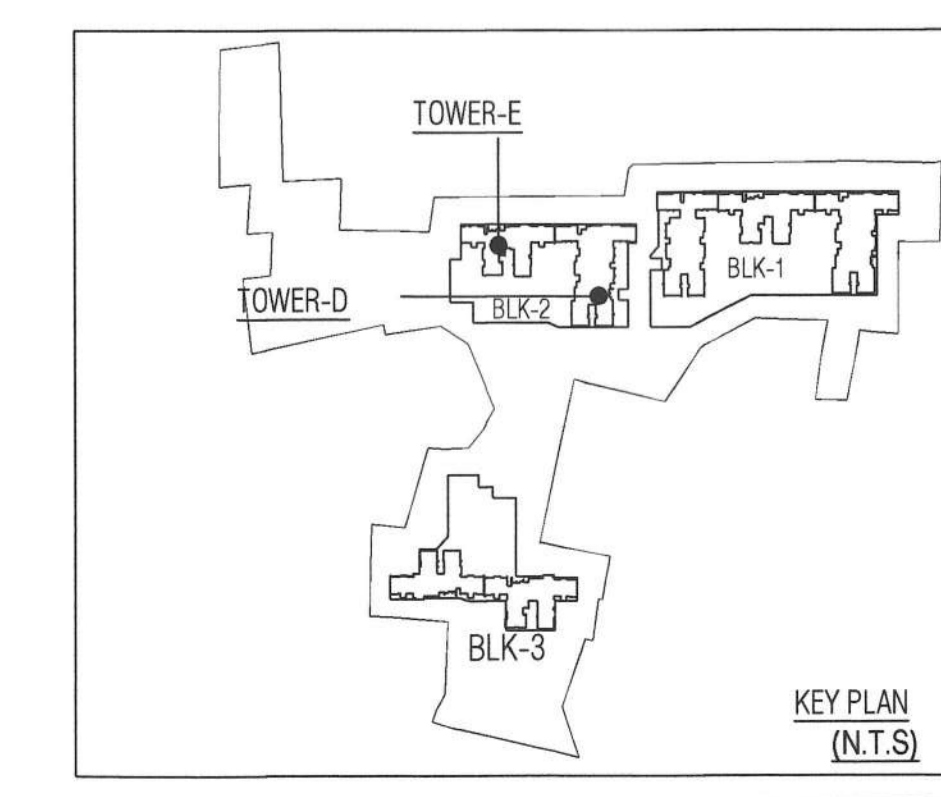 TOWER-E
BLK-1
TOWER-D
BLK-2
BLK-3
KEY PLAN
(N.T.S)